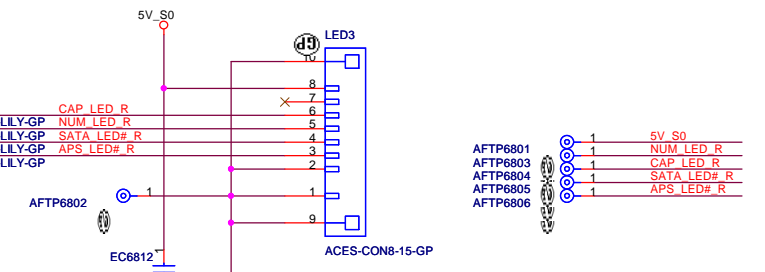 5V_S0
LED3
GP
10
8
7
CAP_LED_R
6
LILY-GP
NUM_LED_R
5
SATA_LED#_R
4
LILY-GP
APS_LED#_R
3
LILY-GP
2
1
1
AFTP6802
9
ACES-CON8-15-GP
EC6812
1
AFTP6801
1
5V_S0
AFTP6803
1
NUM_LED_R
AFTP6804
1
CAP_LED_R
AFTP6805
1
SATA_LED#_R
AFTP6806
1
APS_LED#_R